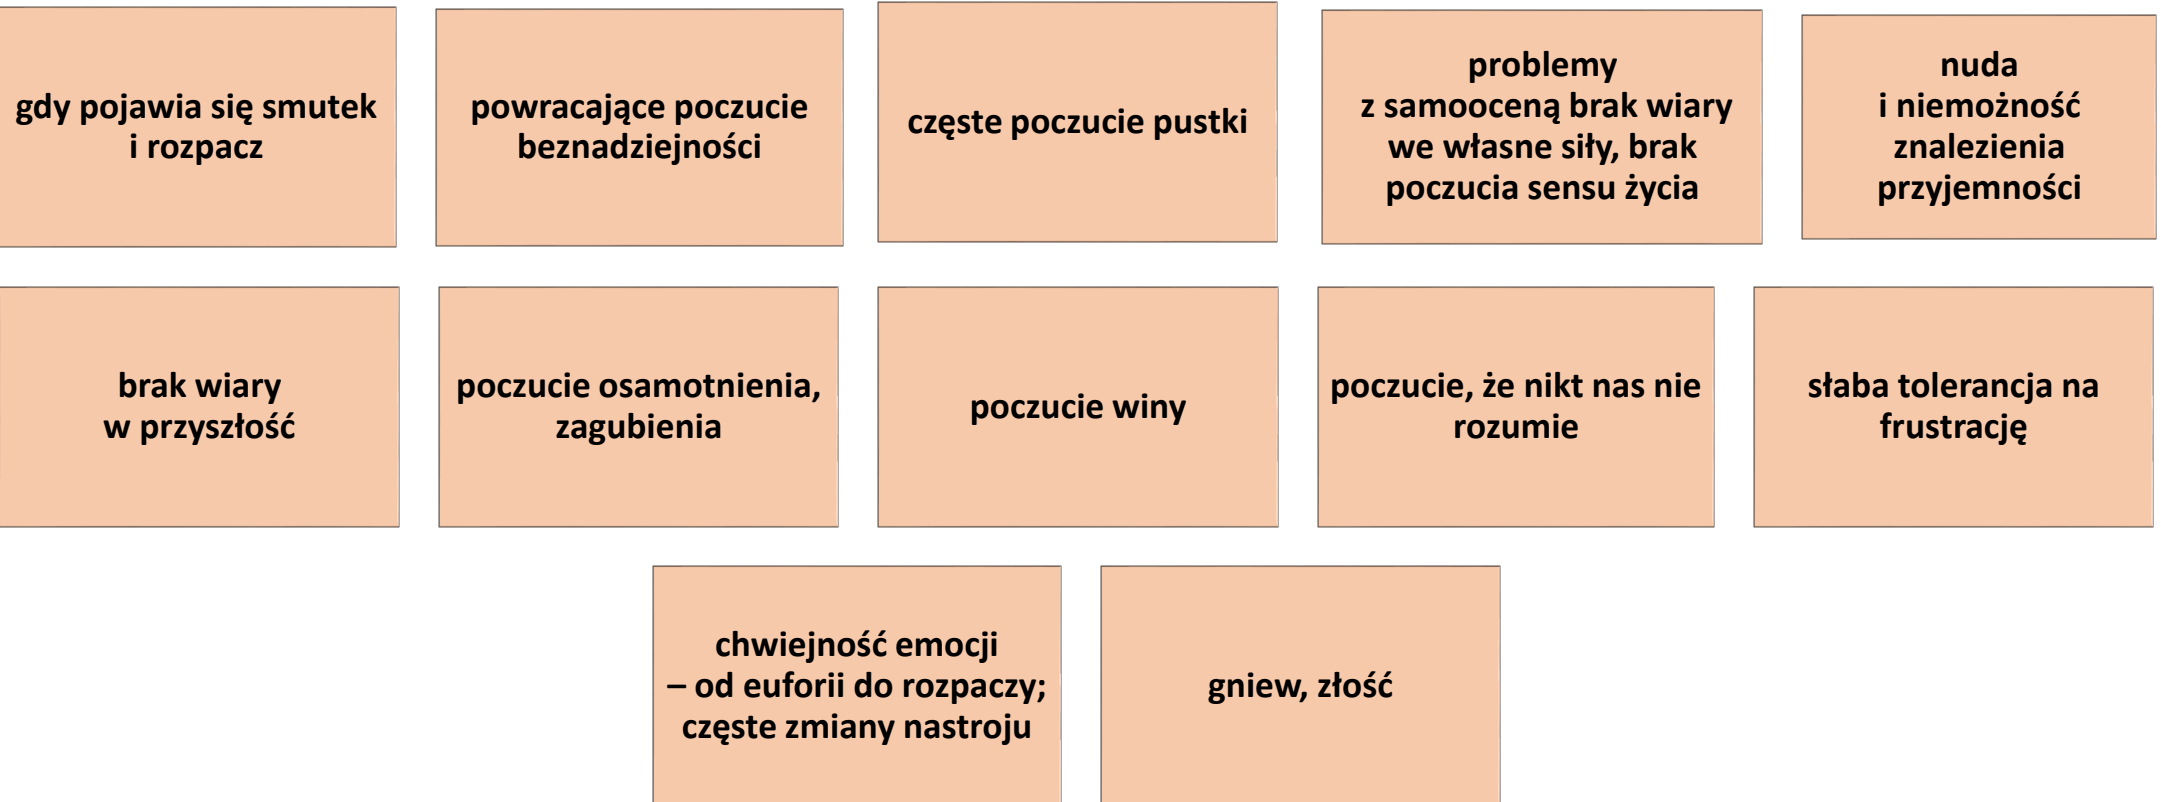 gdy pojawia się smutek
i rozpacz
powracające poczucie
beznadziejności
częste poczucie pustki
problemy
z samooceną brak wiary
we własne siły, brak
poczucia sensu życia
nuda
i niemożność
znalezienia
przyjemności
brak wiary
w przyszłość
poczucie osamotnienia,
zagubienia
poczucie winy
poczucie, że nikt nas nie
rozumie
słaba tolerancja na
frustrację
chwiejność emocji
– od euforii do rozpaczy;
częste zmiany nastroju
gniew, złość